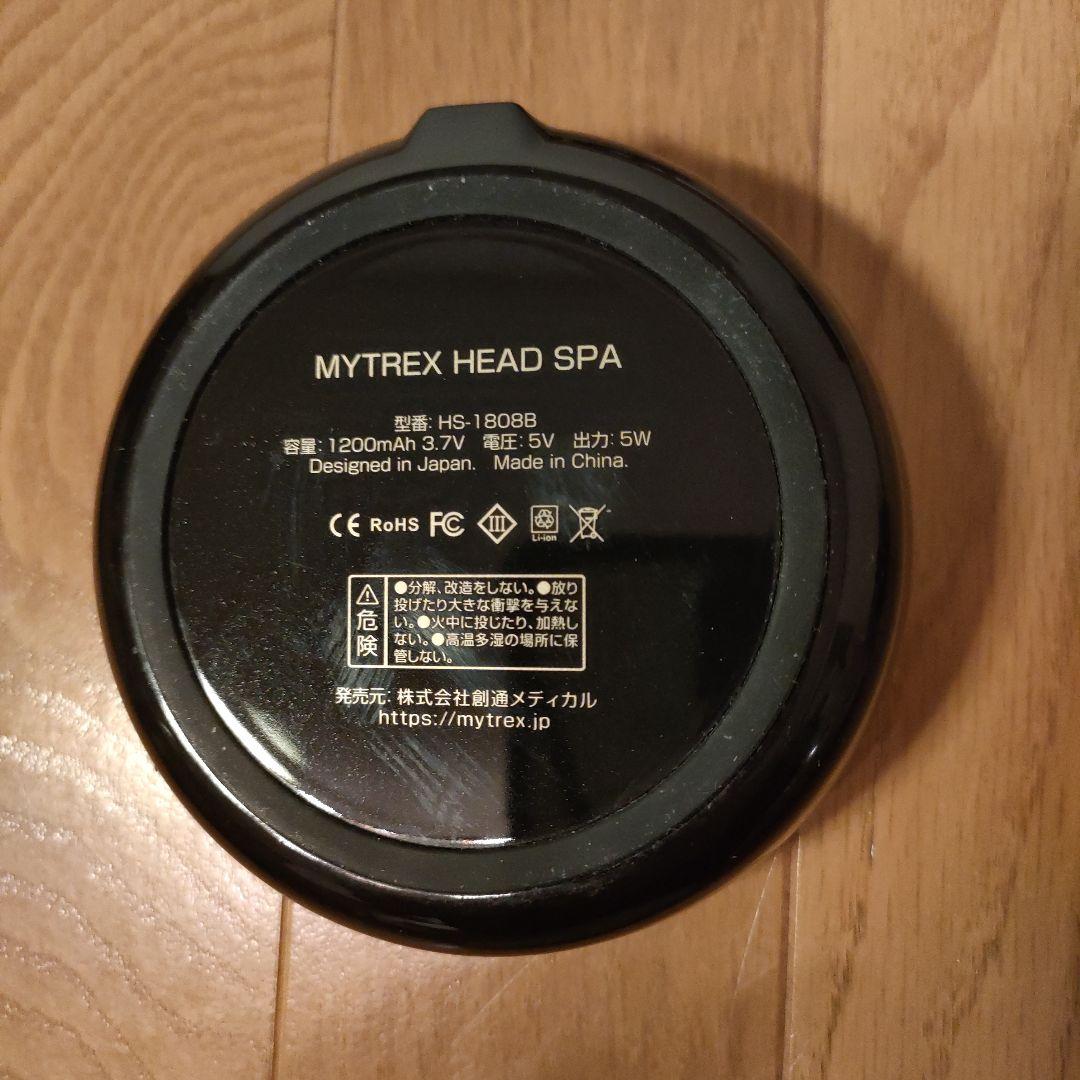 MYTREX HEAD SPA
型番: HS-1808B
容量: 1200mAh 3.7V 電圧: 5V 出力: 5W
Designed in Japan. Made in China.
CE RoHS FC III Li-ion
危険
●分解、改造をしない。●放り
投げたり大きな衝撃を与えな
い。●火中に投じたり、加熱し
ない。●高温多湿の場所に保
管しない。
発売元: 株式会社創通メディカル
https://mytrex.jp